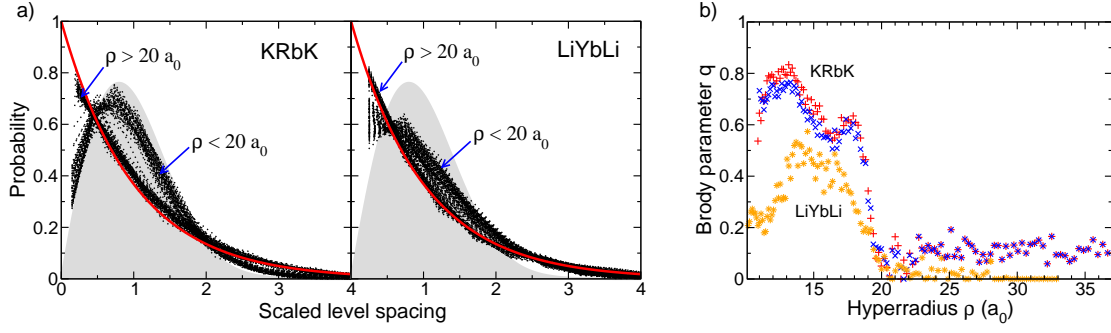 a)
KRbK
LiYbLi
ρ > 20 a0
ρ < 20 a0
ρ > 20 a0
ρ < 20 a0
Probability
1
0.8
0.6
0.4
0.2
0
0 1 2 3 4 0 1 2 3 4
Scaled level spacing
b)
KRbK
LiYbLi
Brody parameter q
1
0.8
0.6
0.4
0.2
0
15 20 25 30 35
Hyperradius ρ (a0)